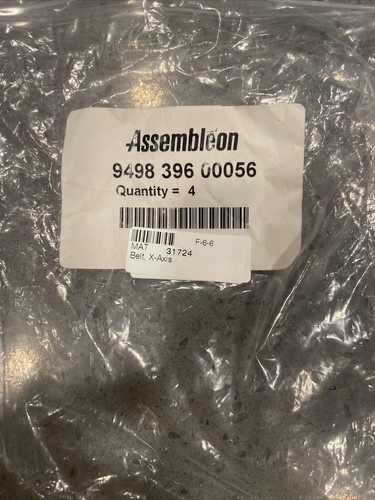 Assembleon
9498 396 00056
Quantity = 4
F-6-6
MAT 31724
Belt, X-Axis